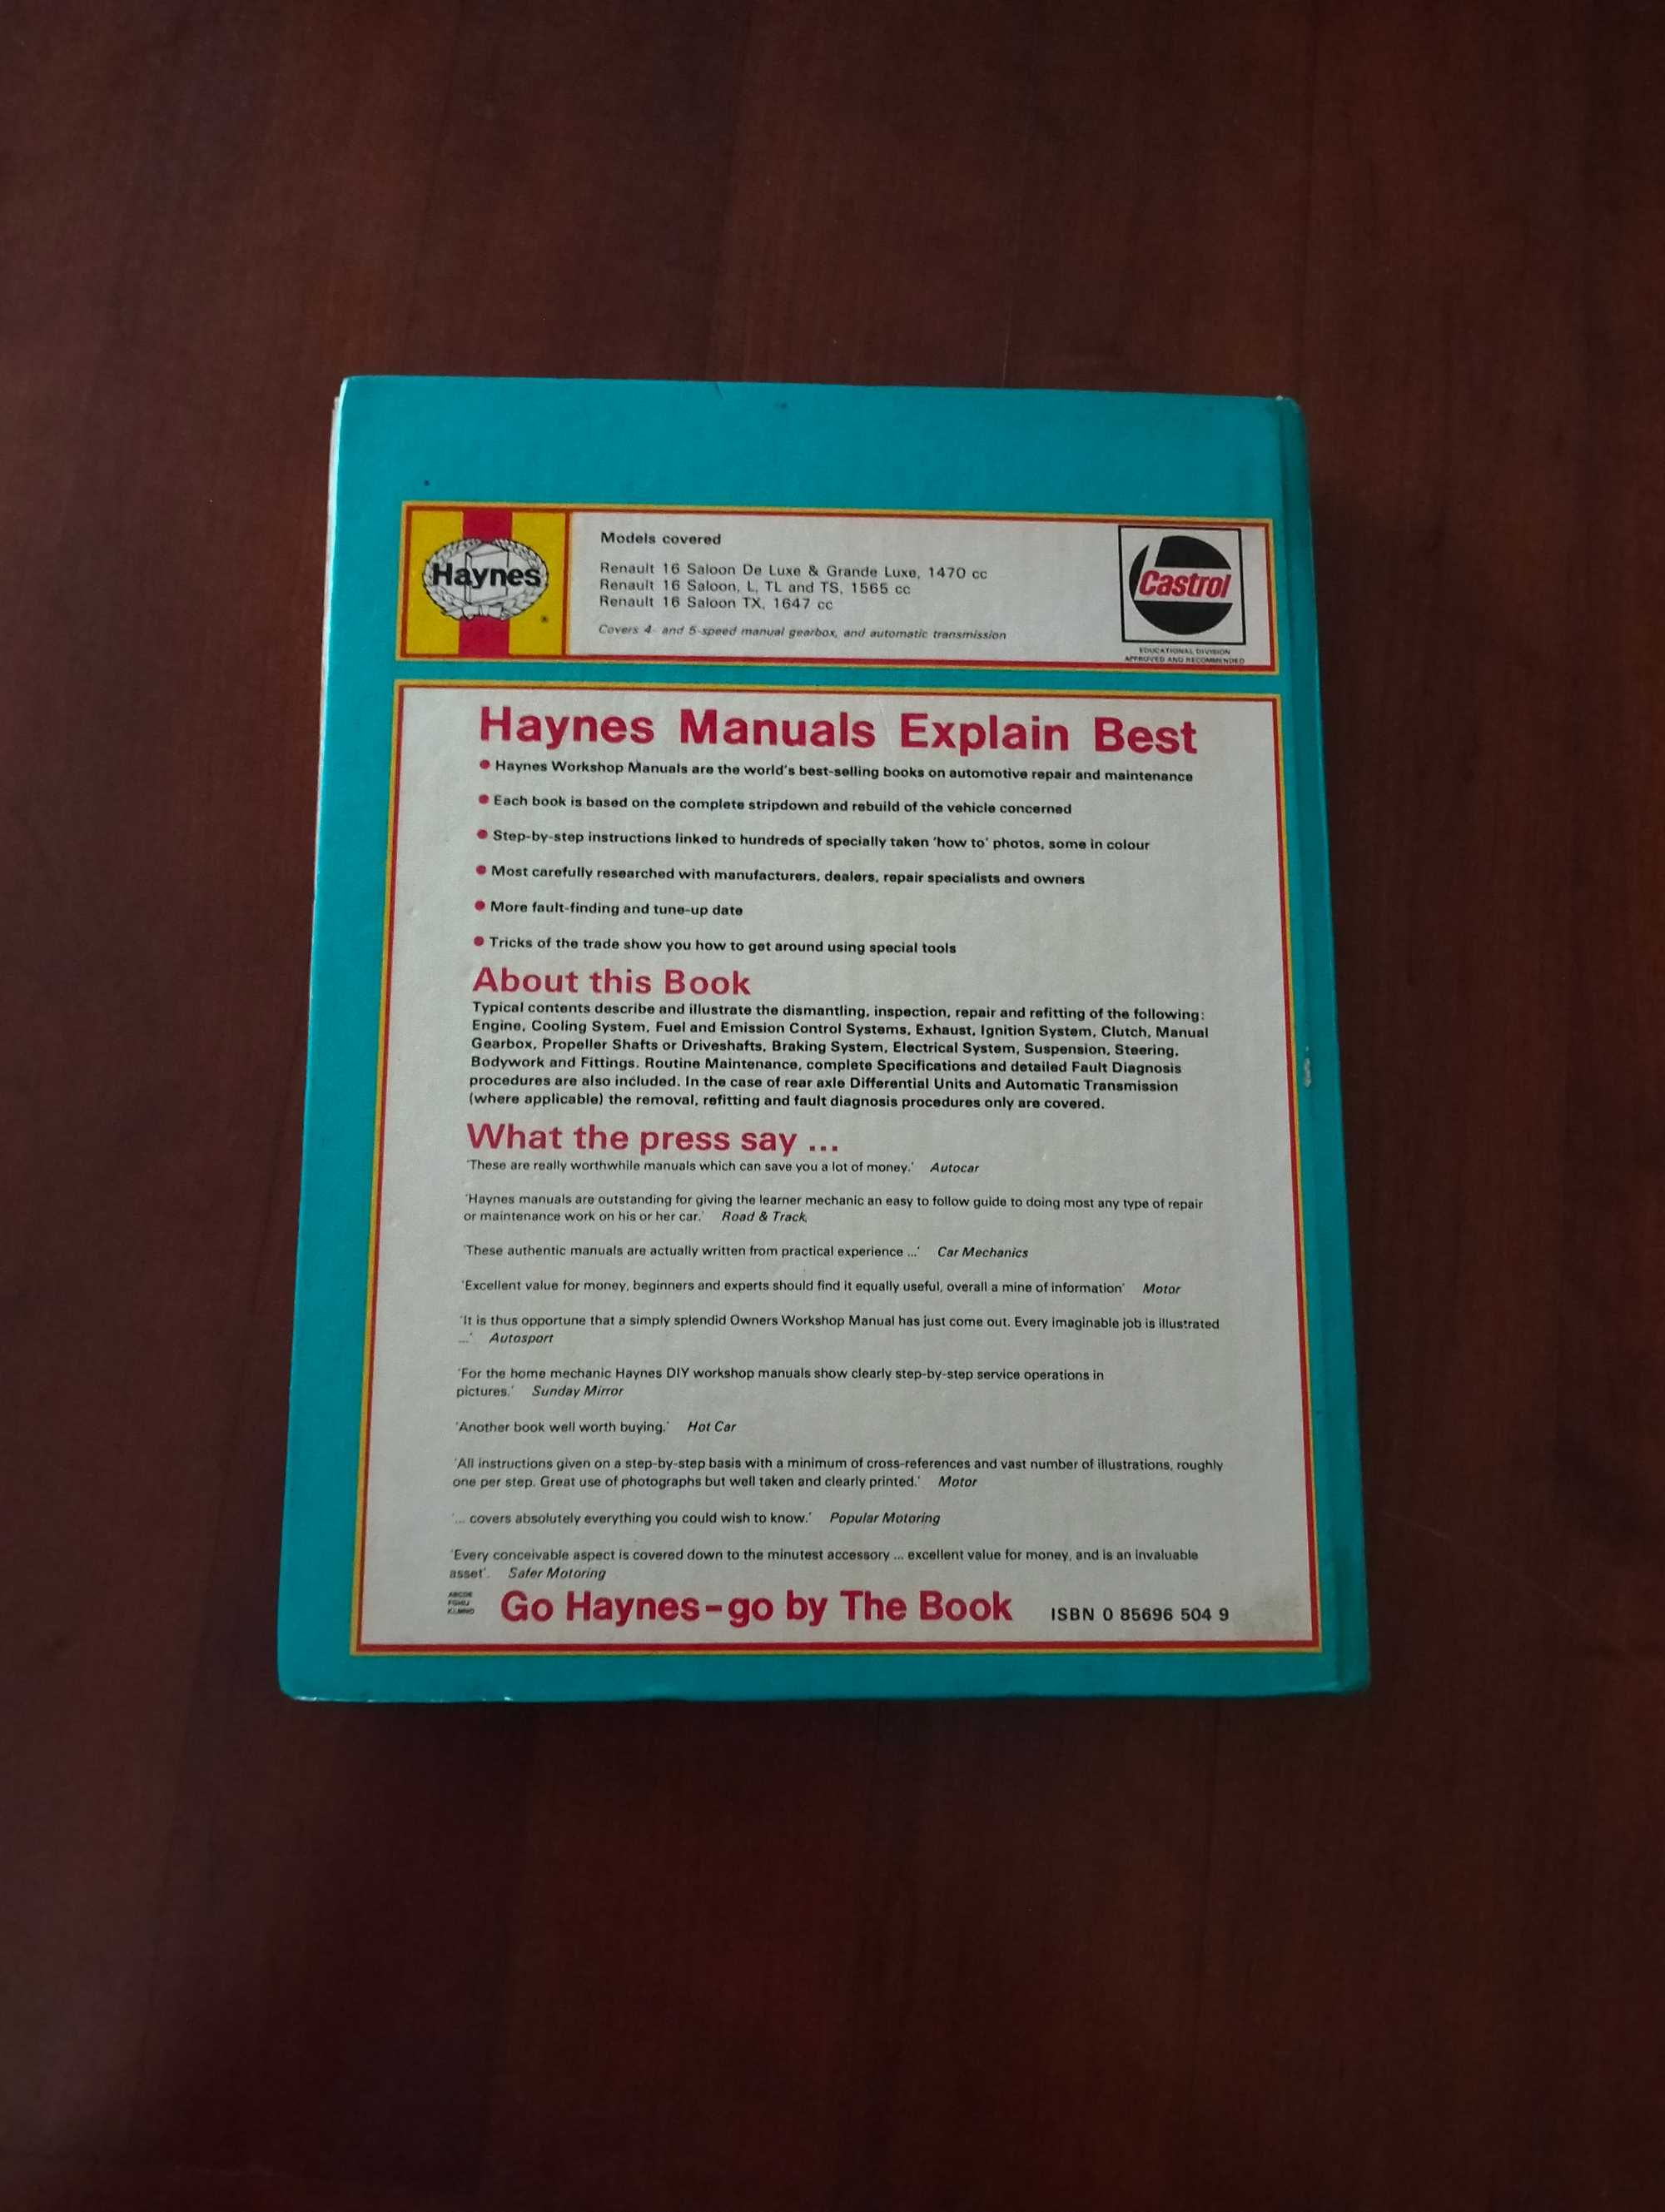 Haynes
Models covered
Renault 16 Saloon De Luxe & Grande Luxe, 1470 cc
Renault 16 Saloon, L, TL and TS, 1565 cc
Renault 16 Saloon TX, 1647 cc
Covers 4- and 5-speed manual gearbox, and automatic transmission
Castrol
EDUCATIONAL DIVISION
APPROVED AND RECOMMENDED
Haynes Manuals Explain Best
● Haynes Workshop Manuals are the world's best-selling books on automotive repair and maintenance
● Each book is based on the complete stripdown and rebuild of the vehicle concerned
● Step-by-step instructions linked to hundreds of specially taken 'how to' photos, some in colour
● Most carefully researched with manufacturers, dealers, repair specialists and owners
● More fault-finding and tune-up date
● Tricks of the trade show you how to get around using special tools
About this Book
Typical contents describe and illustrate the dismantling, inspection, repair and refitting of the following:
Engine, Cooling System, Fuel and Emission Control Systems, Exhaust, Ignition System, Clutch, Manual
Gearbox, Propeller Shafts or Driveshafts, Braking System, Electrical System, Suspension, Steering,
Bodywork and Fittings. Routine Maintenance, complete Specifications and detailed Fault Diagnosis
procedures are also included. In the case of rear axle Differential Units and Automatic Transmission
(where applicable) the removal, refitting and fault diagnosis procedures only are covered.
What the press say ...
'These are really worthwhile manuals which can save you a lot of money.' Autocar
'Haynes manuals are outstanding for giving the learner mechanic an easy to follow guide to doing most any type of repair
or maintenance work on his or her car.' Road & Track
'These authentic manuals are actually written from practical experience ...' Car Mechanics
'Excellent value for money, beginners and experts should find it equally useful, overall a mine of information' Motor
'It is thus opportune that a simply splendid Owners Workshop Manual has just come out. Every imaginable job is illustrated
...' Autosport
'For the home mechanic Haynes DIY workshop manuals show clearly step-by-step service operations in
pictures.' Sunday Mirror
'Another book well worth buying.' Hot Car
'All instructions given on a step-by-step basis with a minimum of cross-references and vast number of illustrations, roughly
one per step. Great use of photographs but well taken and clearly printed.' Motor
'... covers absolutely everything you could wish to know.' Popular Motoring
'Every conceivable aspect is covered down to the minutest accessory ... excellent value for money, and is an invaluable
asset'. Safer Motoring
ABCDE
FGHIJ
KLMNO
Go Haynes-go by The Book
ISBN 0 85696 504 9